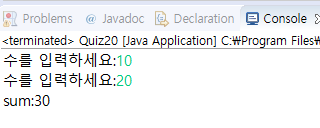 Problems @ Javadoc Declaration Console
<terminated> Quiz20 [Java Application] C:₩Program Files₩
수를 입력하세요:10
수를 입력하세요:20
sum:30